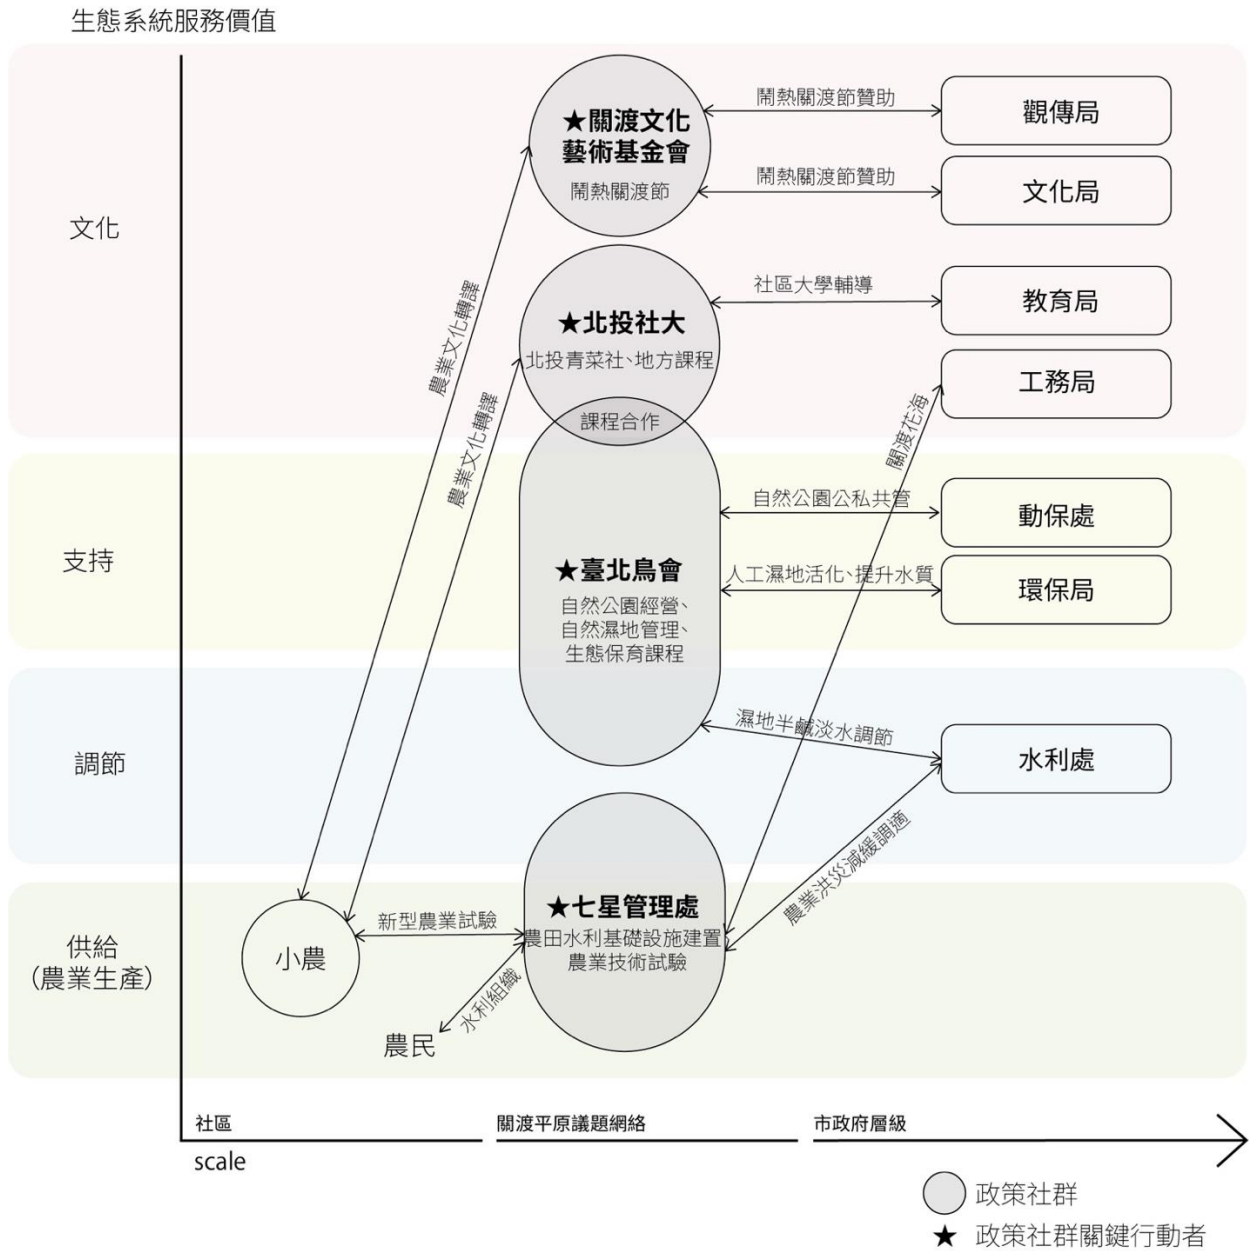 生態系統服務價值
文化
支持
調節
供給
(農業生產)
★關渡文化
藝術基金會
鬧熱關渡節
★北投社大
北投青菜社、地方課程
課程合作
★臺北鳥會
自然公園經營、
自然濕地管理、
生態保育課程
★七星管理處
農田水利基礎設施建置
農業技術試驗
小農
農民
鬧熱關渡節贊助
鬧熱關渡節贊助
社區大學輔導
關渡花海
自然公園公私共管
人工濕地活化、提升水質
濕地半鹹淡水調節
農業洪災減緩調適
農業文化轉譯
農業文化轉譯
新型農業試驗
水利組織
觀傳局
文化局
教育局
工務局
動保處
環保局
水利處
社區
關渡平原議題網絡
市政府層級
scale
政策社群
★ 政策社群關鍵行動者